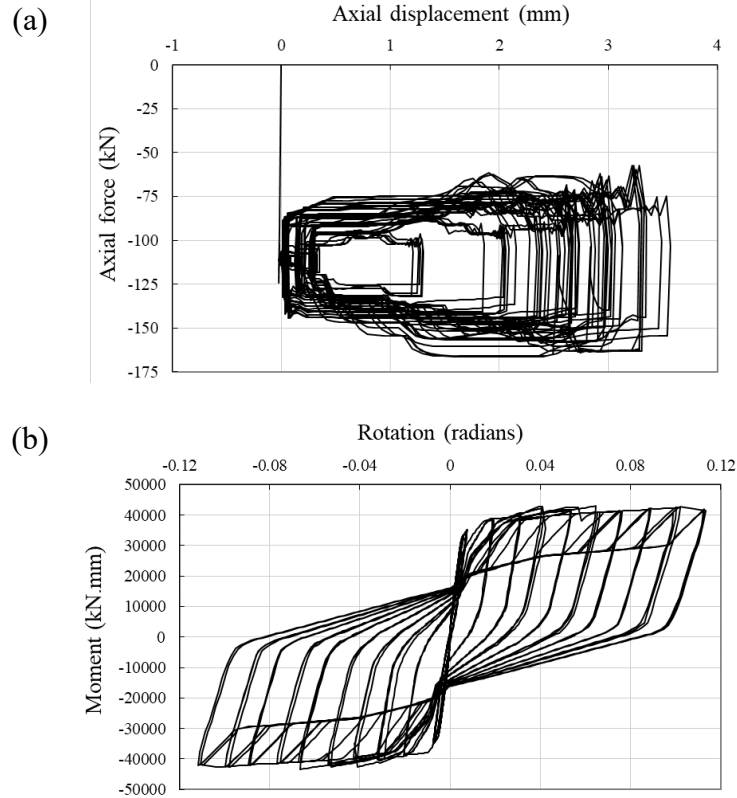 (a)
Axial displacement (mm)
-1 0 1 2 3 4
Axial force (kN)
0
-25
-50
-75
-100
-125
-150
-175
(b)
Rotation (radians)
-0.12 -0.08 -0.04 0 0.04 0.08 0.12
Moment (kN.mm)
50000
40000
30000
20000
10000
0
-10000
-20000
-30000
-40000
-50000